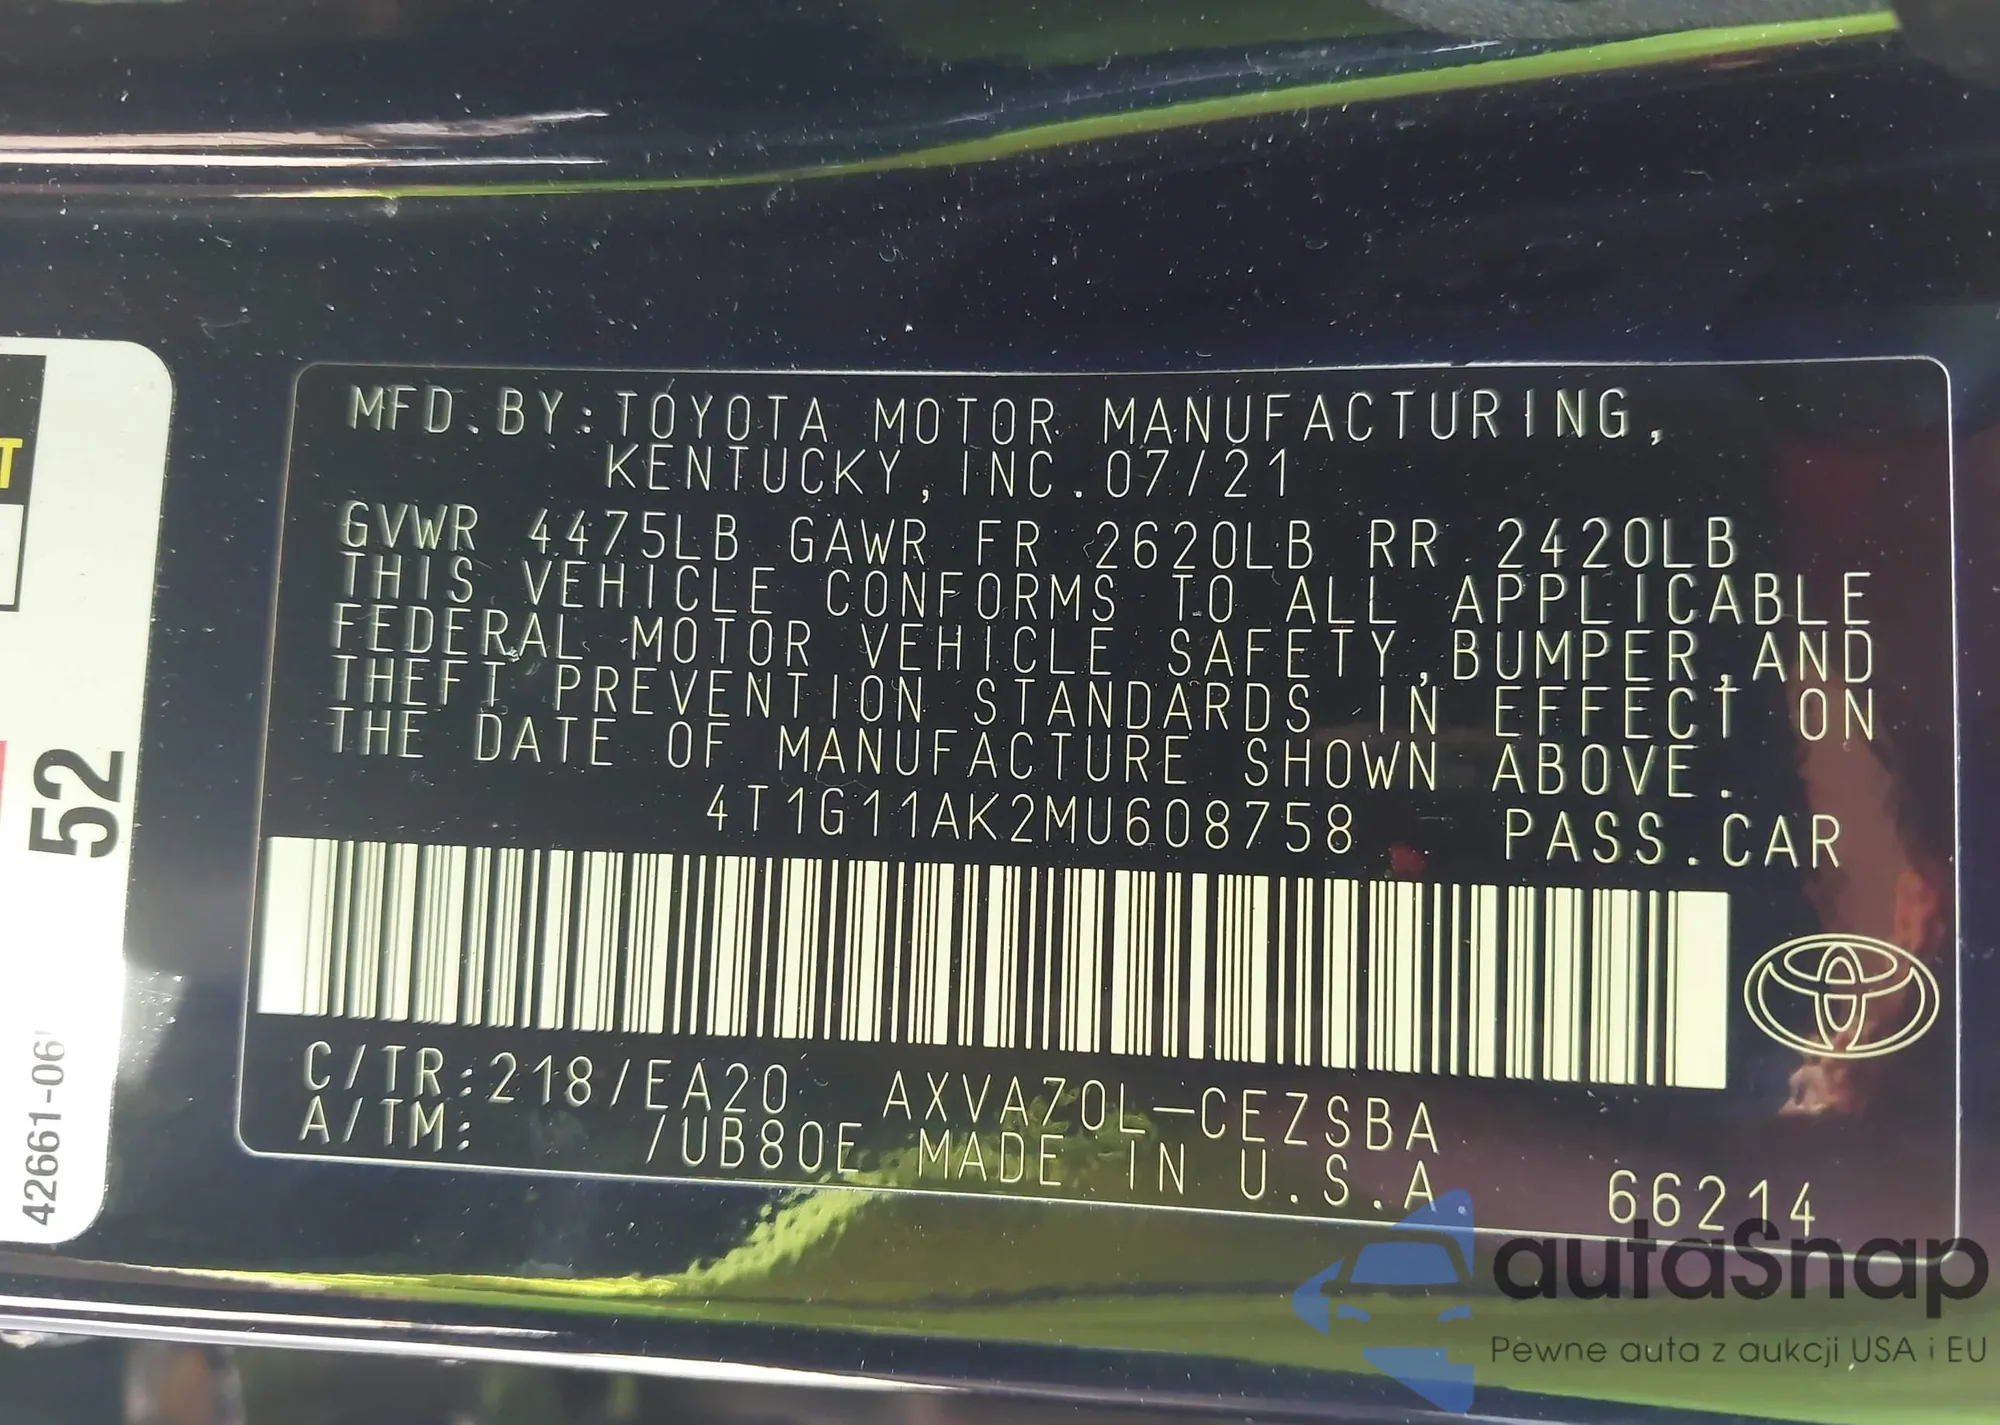 MFD.BY:TOYOTA MOTOR MANUFACTURING,
KENTUCKY,INC.07/21
GVWR 4475LB GAWR FR 2620LB RR 2420LB
THIS VEHICLE CONFORMS TO ALL APPLICABLE
FEDERAL MOTOR VEHICLE SAFETY,BUMPER,AND
THEFT PREVENTION STANDARDS IN EFFECT ON
THE DATE OF MANUFACTURE SHOWN ABOVE.
4T1G11AK2MU608758 PASS.CAR
C/TR:218/EA20 AXVA70L-CEZSBA
A/TM: /UB80E MADE IN U.S.A.
66214
T
52
42661-06
autaSnap
Pewne auta z aukcji USA i EU